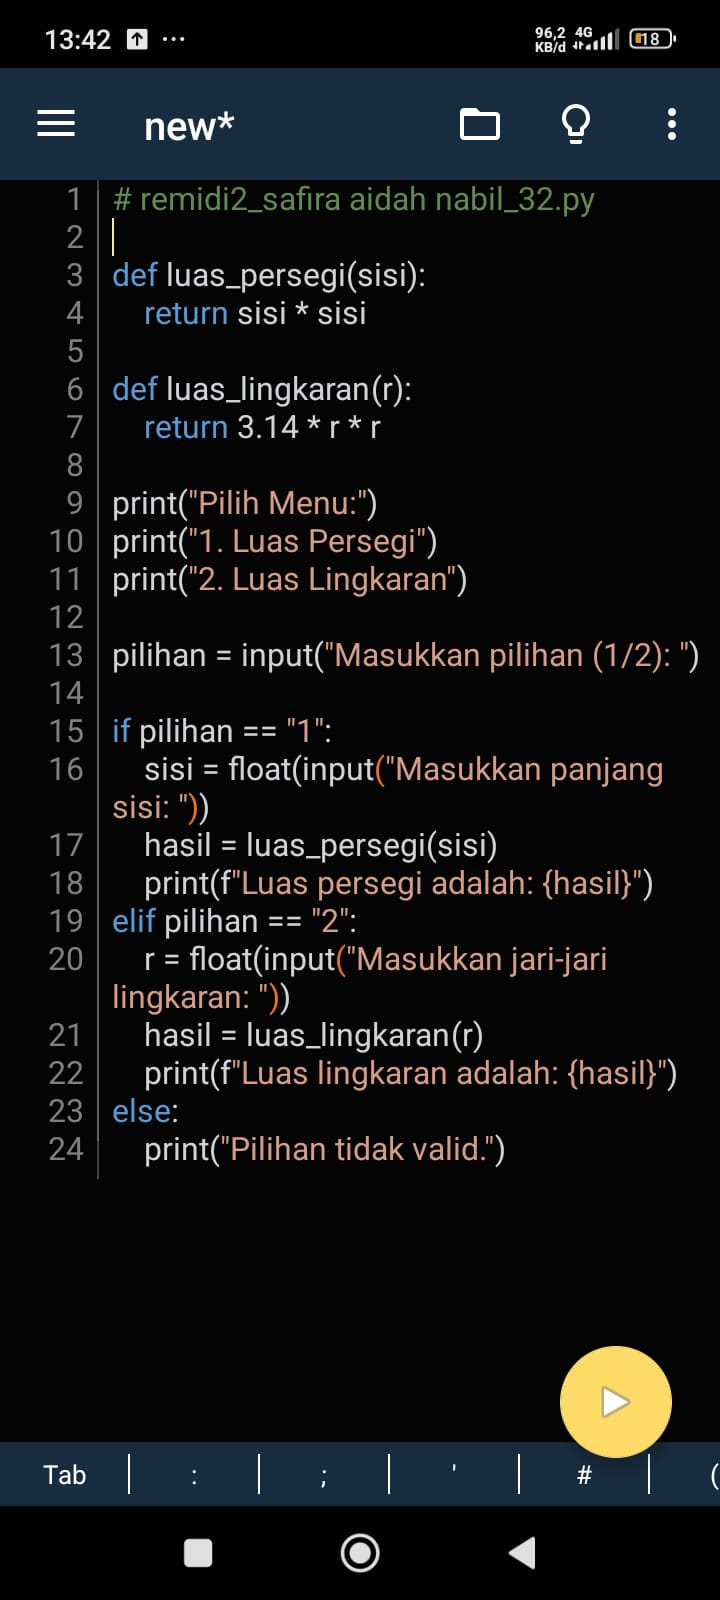 13:42 ...
96,2 KB/d 4G 18
new*
1 # remidi2_safira aidah nabil_32.py
2
3 def luas_persegi(sisi):
4     return sisi * sisi
5
6 def luas_lingkaran(r):
7     return 3.14 * r * r
8
9 print("Pilih Menu:")
10 print("1. Luas Persegi")
11 print("2. Luas Lingkaran")
12
13 pilihan = input("Masukkan pilihan (1/2): ")
14
15 if pilihan == "1":
16     sisi = float(input("Masukkan panjang
sisi: "))
17     hasil = luas_persegi(sisi)
18     print(f"Luas persegi adalah: {hasil}")
19 elif pilihan == "2":
20     r = float(input("Masukkan jari-jari
lingkaran: "))
21     hasil = luas_lingkaran(r)
22     print(f"Luas lingkaran adalah: {hasil}")
23 else:
24     print("Pilihan tidak valid.")
Tab : ; ' # (